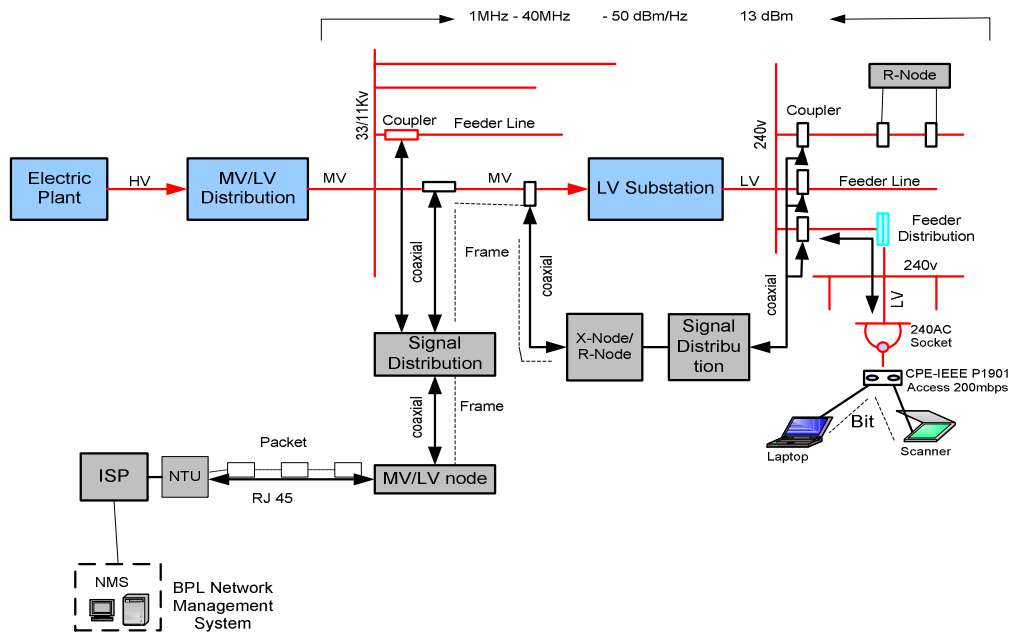 1MHz - 40MHz - 50 dBm/Hz 13 dBm
R-Node
33/11Kv
Coupler
Feeder Line
240v
Coupler
Electric
Plant
HV
MV/LV
Distribution
MV
MV
LV Substation
LV
Feeder Line
Feeder
Distribution
coaxial
coaxial
Frame
coaxial
coaxial
240v
LV
Signal
Distribution
X-Node/
R-Node
Signal
Distribu
tion
240AC
Socket
CPE-IEEE P1901
Access 200mbps
coaxial
Frame
Bit
Laptop
Scanner
Packet
ISP
NTU
RJ 45
MV/LV node
NMS
BPL Network
Management
System